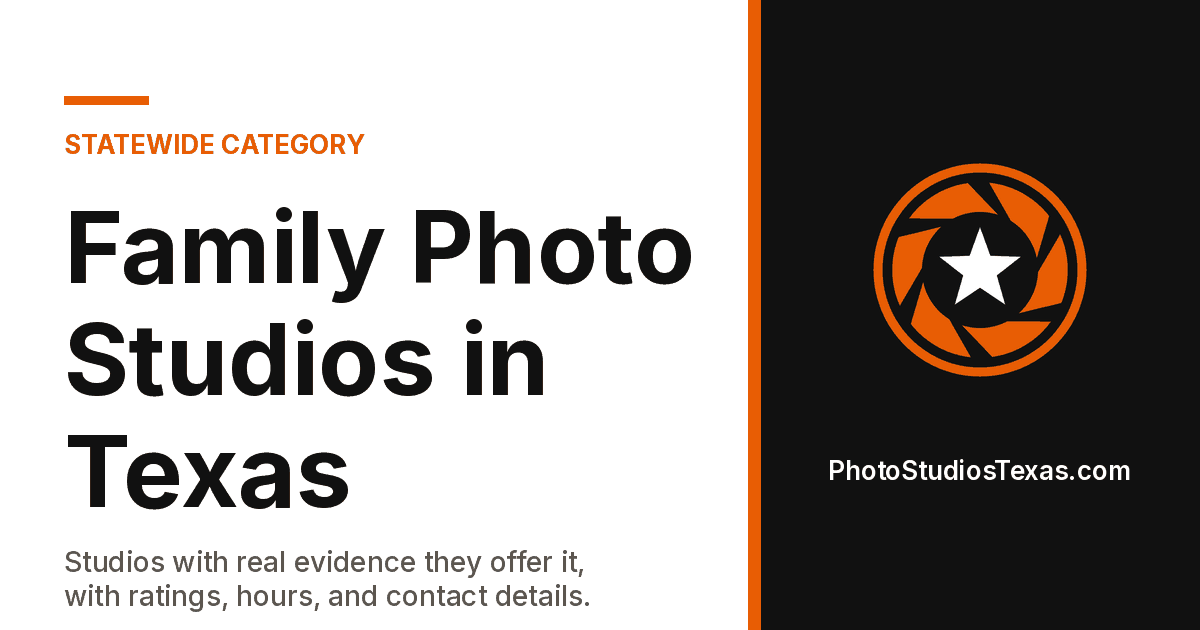 STATEWIDE CATEGORY
Family Photo
Studios in
Texas
Studios with real evidence they offer it,
with ratings, hours, and contact details.
PhotoStudiosTexas.com